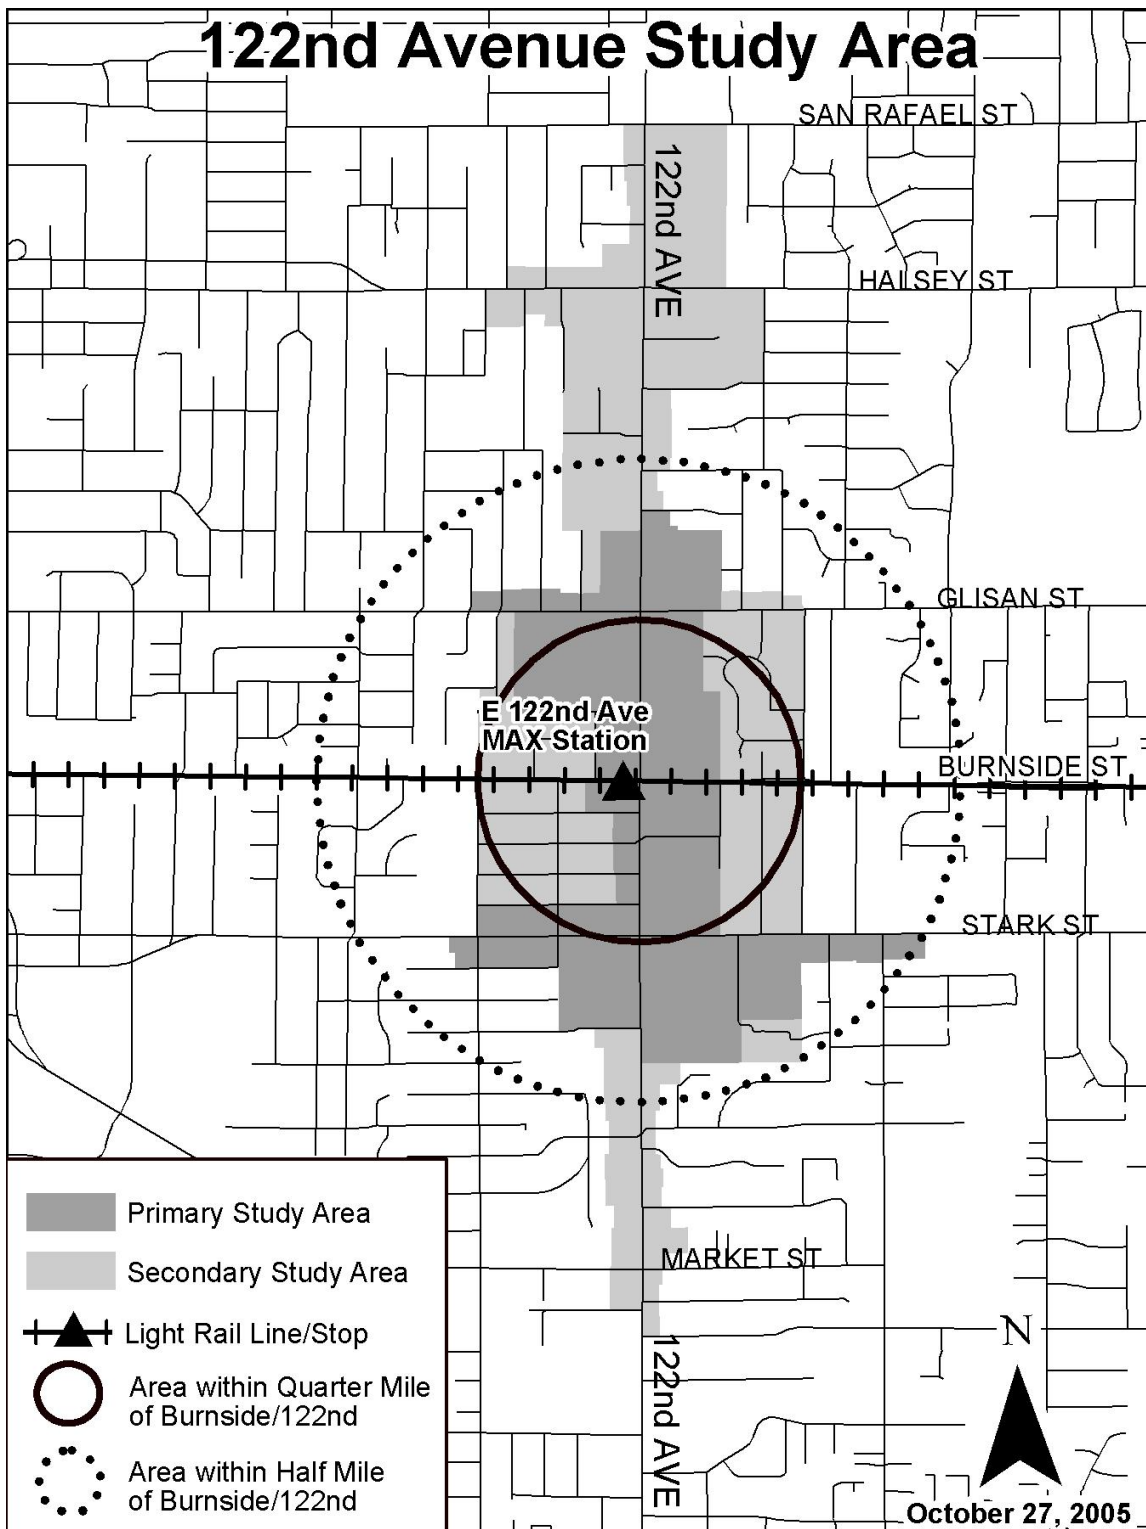 122nd Avenue Study Area
SAN RAFAEL ST
122nd AVE
HALSEY ST
GLISAN ST
E 122nd Ave
MAX Station
BURNSIDE ST
STARK ST
MARKET ST
122nd AVE
Primary Study Area
Secondary Study Area
Light Rail Line/Stop
Area within Quarter Mile
of Burnside/122nd
Area within Half Mile
of Burnside/122nd
N
October 27, 2005